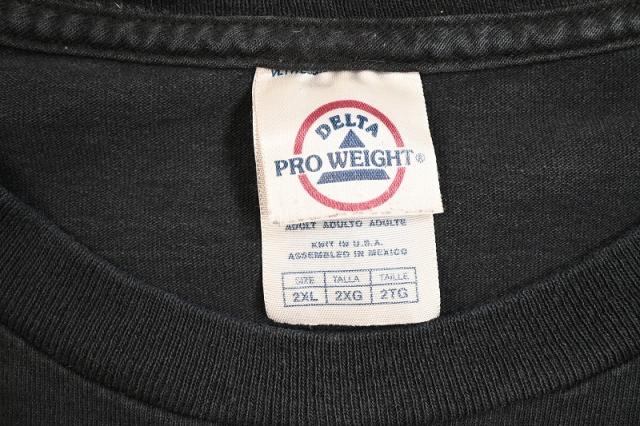 DELTA
PRO WEIGHT®
ADULT ADULTO ADULTE
KNIT IN U.S.A.
ASSEMBLED IN MEXICO
SIZE TALLA TAILLE
2XL 2XG 2TG